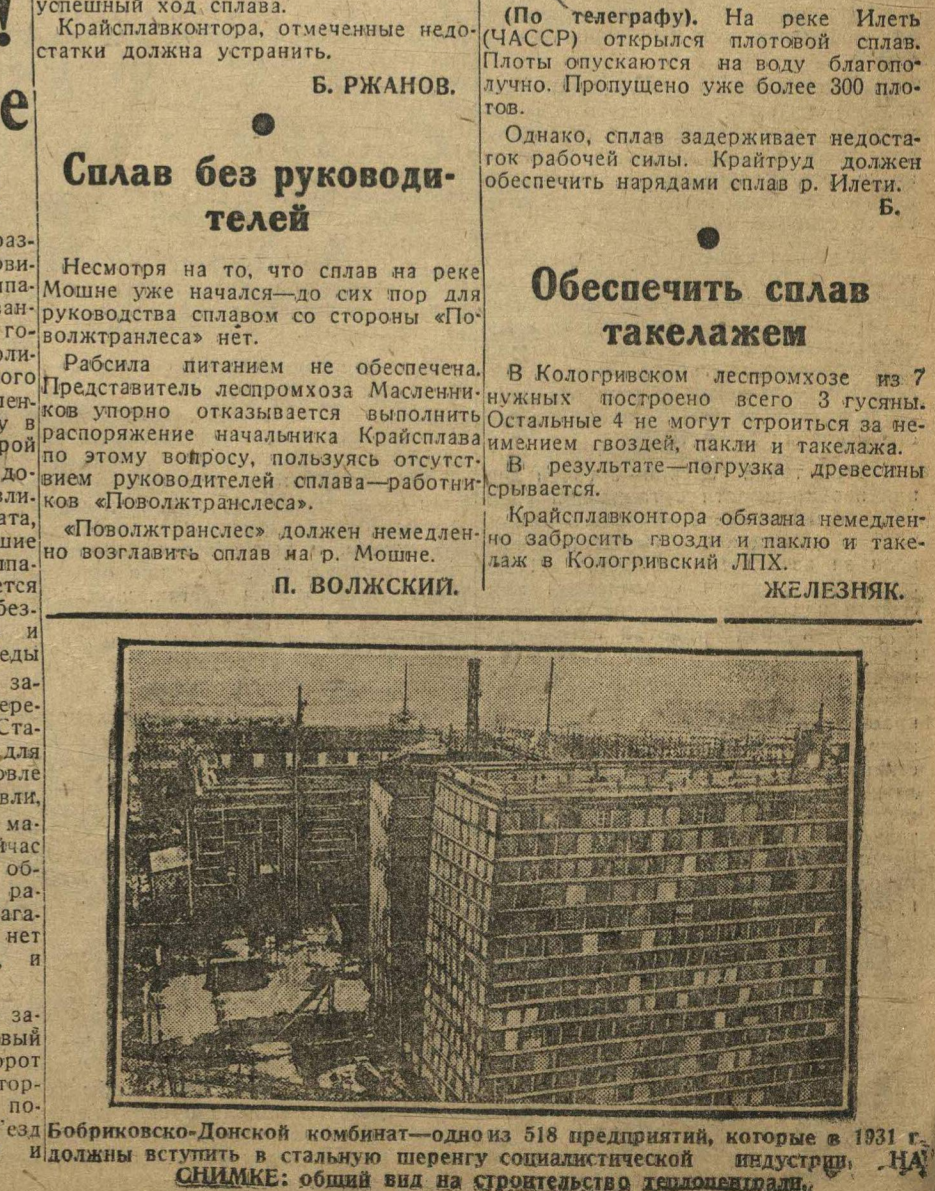 успешный ход сплава.
Крайсплавконтора, отмеченные недо-
статки должна устранить.
Б. РЖАНОВ.
Сплав без руководи-
телей
Несмотря на то, что сплав на реке
Мошне уже начался—до сих пор для
руководства сплавом со стороны «По-
волжтранлеса» нет.
Рабсила питанием не обеспечена.
Представитель леспромхоза Масленни-
ков упорно отказывается выполнить
распоряжение начальника Крайсплава
по этому вопросу, пользуясь отсутст-
вием руководителей сплава—работни-
ков «Поволжтранслеса».
«Поволжтранслес» должен немедлен-
но возглавить сплав на р. Мошне.
П. ВОЛЖСКИЙ.
(По телеграфу). На реке Илеть
(ЧАССР) открылся плотовой сплав.
Плоты опускаются на воду благопо-
лучно. Пропущено уже более 300 пло-
тов.
Однако, сплав задерживает недоста-
ток рабочей силы. Крайтруд должен
обеспечить нарядами сплав р. Илети.
Б.
Обеспечить сплав
такелажем
В Кологривском леспромхозе из 7
нужных построено всего 3 гусяны.
Остальные 4 не могут строиться за не-
имением гвоздей, пакли и такелажа.
В результате—погрузка древесины
срывается.
Крайсплавконтора обязана немедлен-
но забросить гвозди и паклю и таке-
лаж в Кологривский ЛПХ.
ЖЕЛЕЗНЯК.
Бобриковско-Донской комбинат—одно из 518 предприятий, которые в 1931 г.
должны вступить в стальную шеренгу социалистической индустрии. НА
СНИМКЕ: общий вид на строительство теплоцентрали.